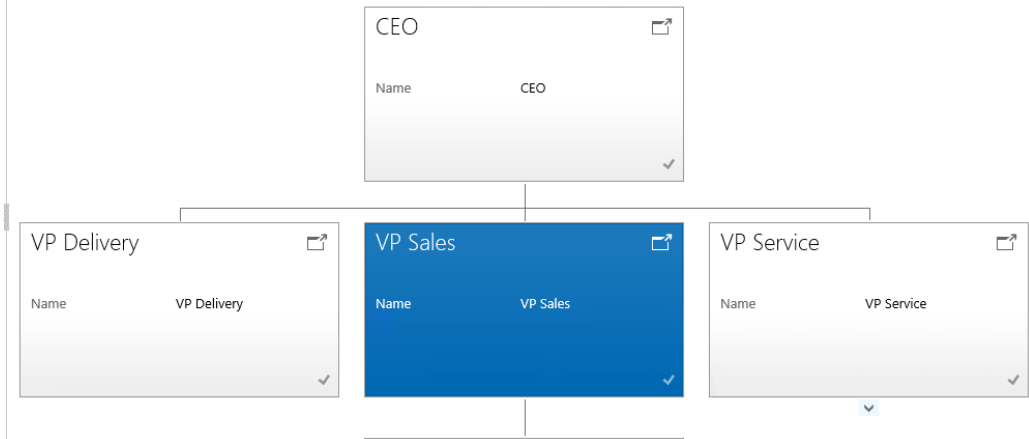 CEO
Name CEO
VP Delivery VP Sales VP Service
Name VP Delivery Name VP Sales Name VP Service